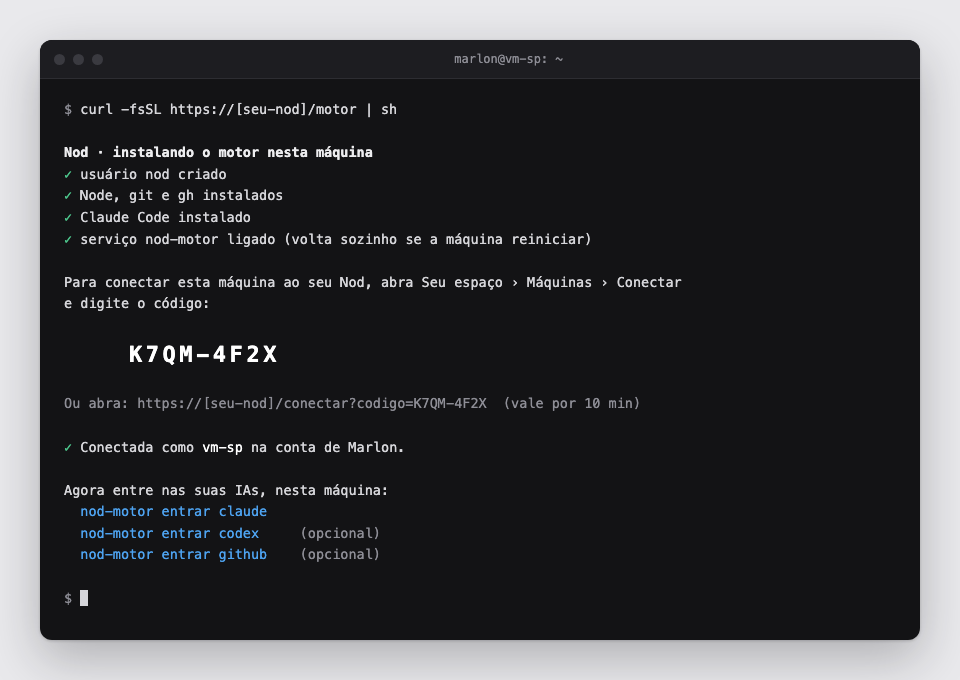 marlon@vm-sp: ~
$ curl -fsSL https://[seu-nod]/motor | sh
Nod · instalando o motor nesta máquina
✓ usuário nod criado
✓ Node, git e gh instalados
✓ Claude Code instalado
✓ serviço nod-motor ligado (volta sozinho se a máquina reiniciar)
Para conectar esta máquina ao seu Nod, abra Seu espaço › Máquinas › Conectar
e digite o código:
K7QM-4F2X
Ou abra: https://[seu-nod]/conectar?codigo=K7QM-4F2X (vale por 10 min)
✓ Conectada como vm-sp na conta de Marlon.
Agora entre nas suas IAs, nesta máquina:
nod-motor entrar claude
nod-motor entrar codex (opcional)
nod-motor entrar github (opcional)
$